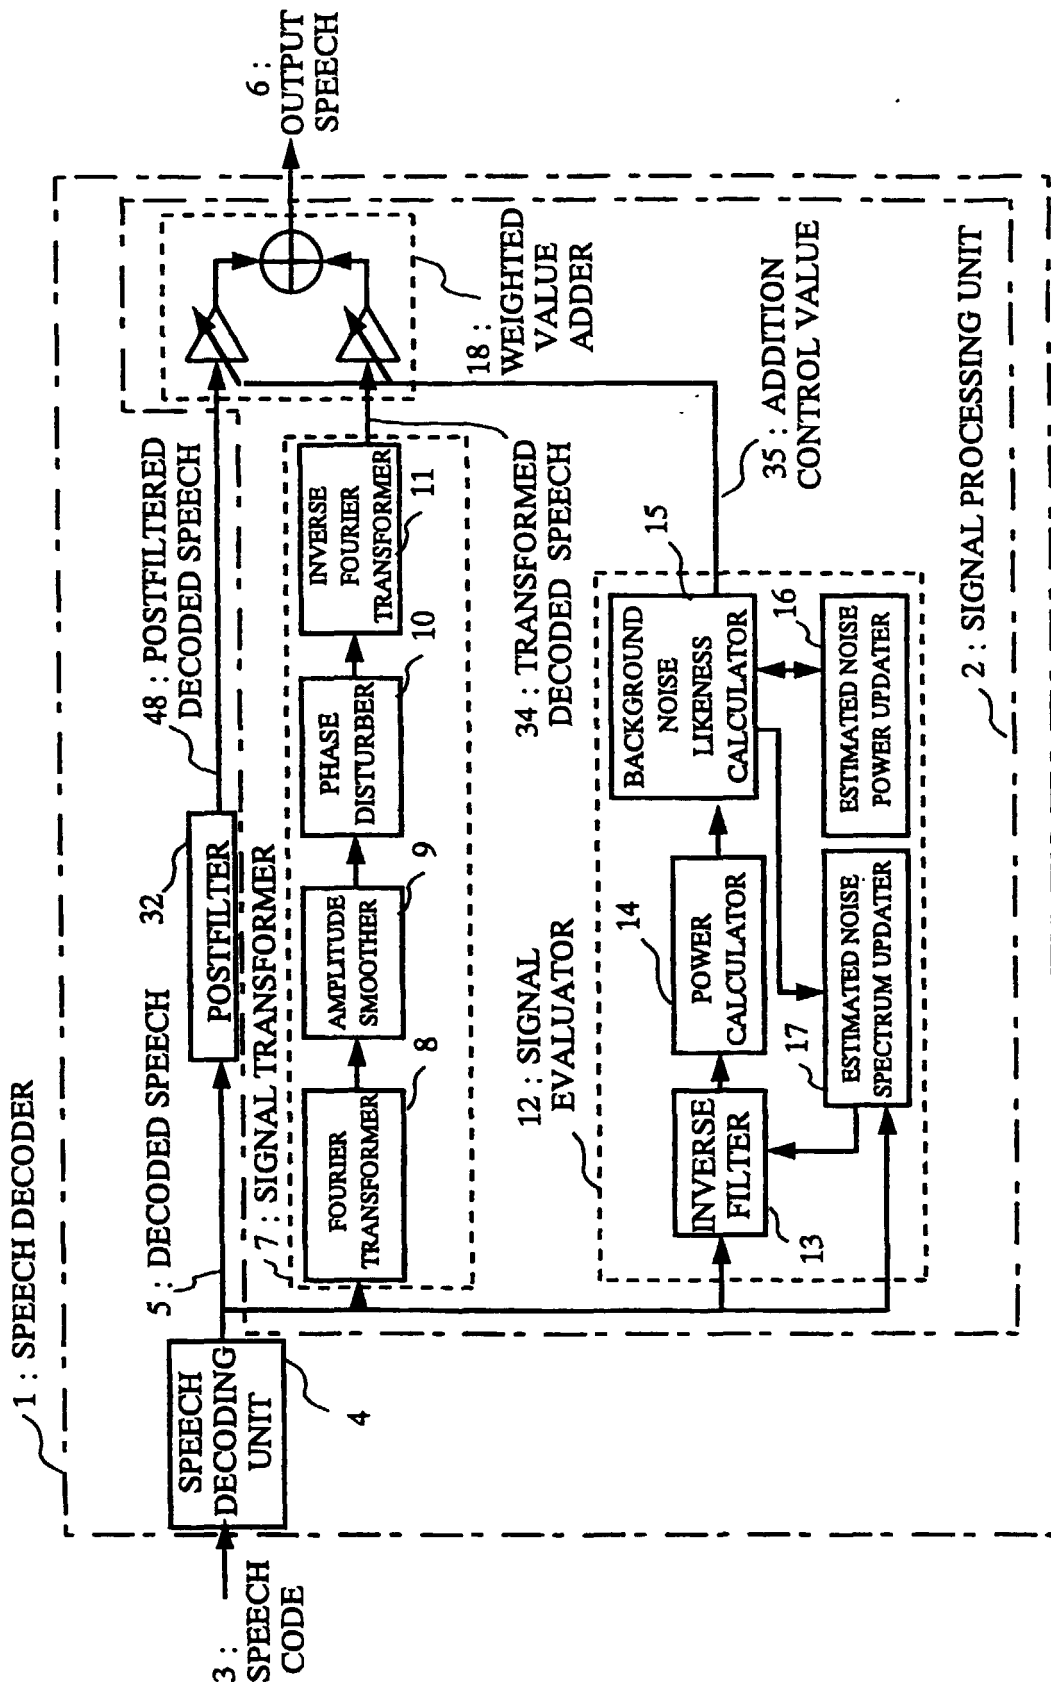 1 : SPEECH DECODER
3 :
SPEECH
CODE
SPEECH
DECODING
UNIT
4
5 : DECODED SPEECH
32
POSTFILTER
48 : POSTFILTERED
DECODED SPEECH
6 :
OUTPUT
SPEECH
7 : SIGNAL TRANSFORMER
FOURIER
TRANSFORMER
8
AMPLITUDE
SMOOTHER
9
PHASE
DISTURBER
10
INVERSE
FOURIER
TRANSFORMER
11
34 : TRANSFORMED
DECODED SPEECH
18 :
WEIGHTED
VALUE
ADDER
12 : SIGNAL
EVALUATOR
INVERSE
FILTER
13
14
POWER
CALCULATOR
BACKGROUND
NOISE
LIKENESS
CALCULATOR
15
35 : ADDITION
CONTROL VALUE
17
ESTIMATED NOISE
SPECTRUM UPDATER
16
ESTIMATED NOISE
POWER UPDATER
2 : SIGNAL PROCESSING UNIT